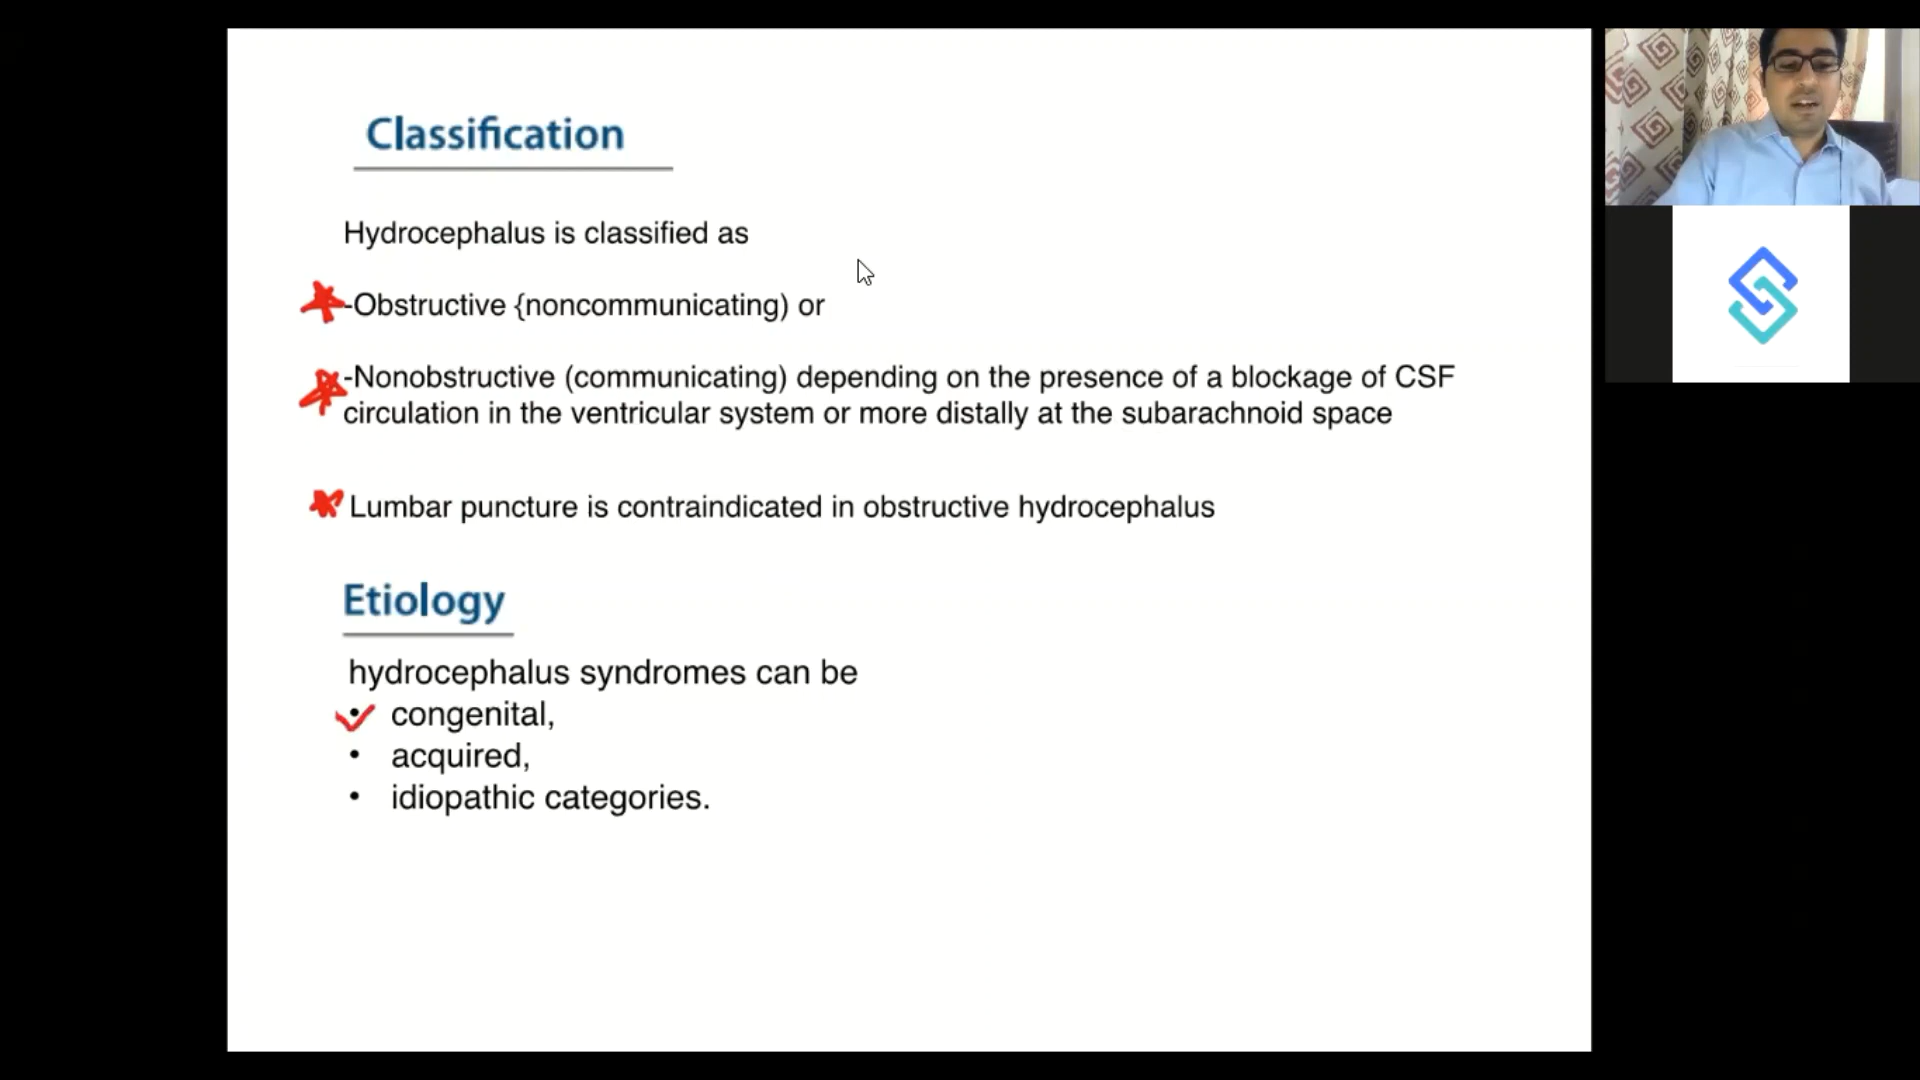 Classification
Hydrocephalus is classified as
-Obstructive {noncommunicating) or
-Nonobstructive (communicating) depending on the presence of a blockage of CSF
circulation in the ventricular system or more distally at the subarachnoid space
Lumbar puncture is contraindicated in obstructive hydrocephalus
Etiology
hydrocephalus syndromes can be
• congenital,
• acquired,
• idiopathic categories.